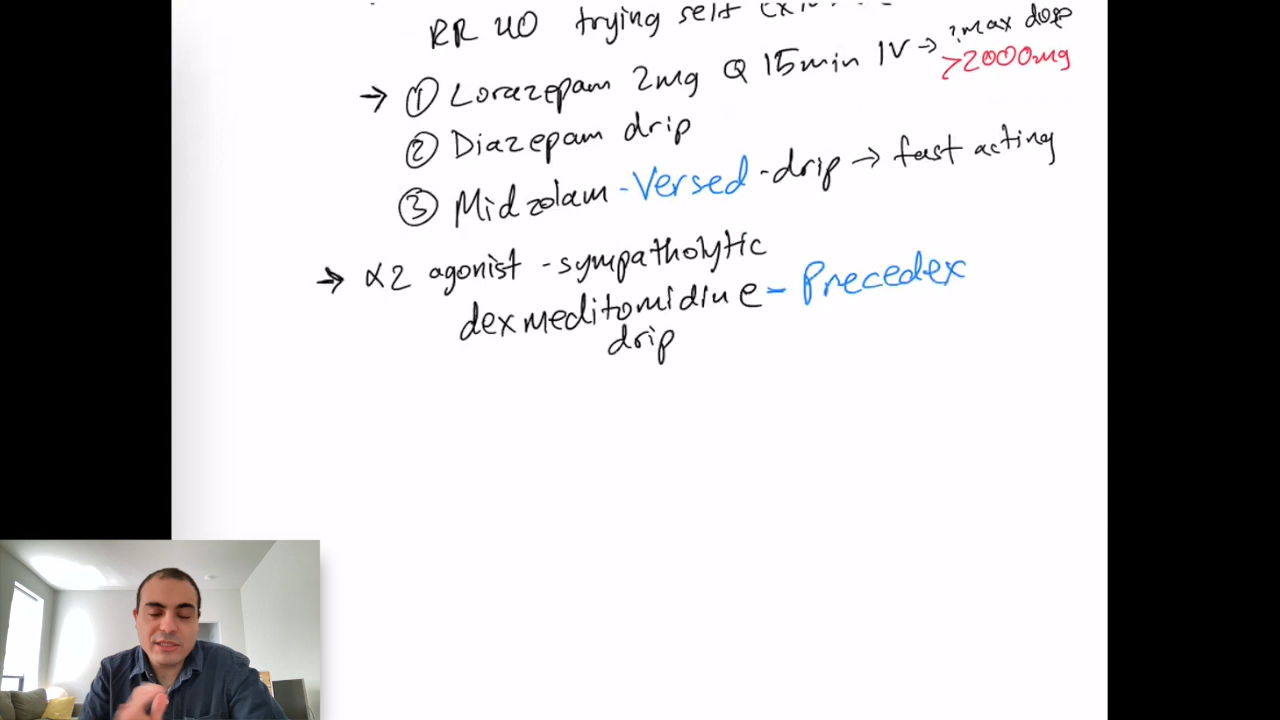 RR 40 trying self
→ ① Lorazepam 2mg Q 15min IV → ?max dose
>2000mg
② Diazepam drip
③ Midzolam - Versed - drip → fast acting
→ α2 agonist - sympatholytic
dexmeditomidine - Precedex
drip